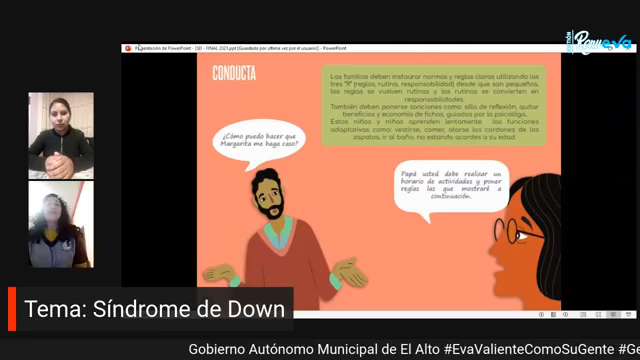 Presentación de PowerPoint - [SD - FINAL 2021.ppt [Guardado por última vez por el usuario]] - PowerPoint
GESTIÓN
RenuEva
CONDUCTA
Las familias deben instaurar normas y reglas claras utilizando las
tres "R" (reglas, rutina, responsabilidad) desde que son pequeños,
las reglas se vuelven rutinas y las rutinas se convierten en
responsabilidades.
También deben ponerse sanciones como: silla de reflexión, quitar
beneficios y economía de fichas, guiados por la psicóloga.
Estos niños y niñas aprenden lentamente las funciones
adaptativas como: vestirse, comer, atarse los cordones de los
zapatos, ir al baño, no estando acordes a su edad.
¿Cómo puedo hacer que
Margarita me haga caso?
Papá usted debe realizar un
horario de actividades y poner
reglas las que mostraré a
continuación.
Tema: Síndrome de Down
Gobierno Autónomo Municipal de El Alto #EvaValienteComoSuGente #Ge